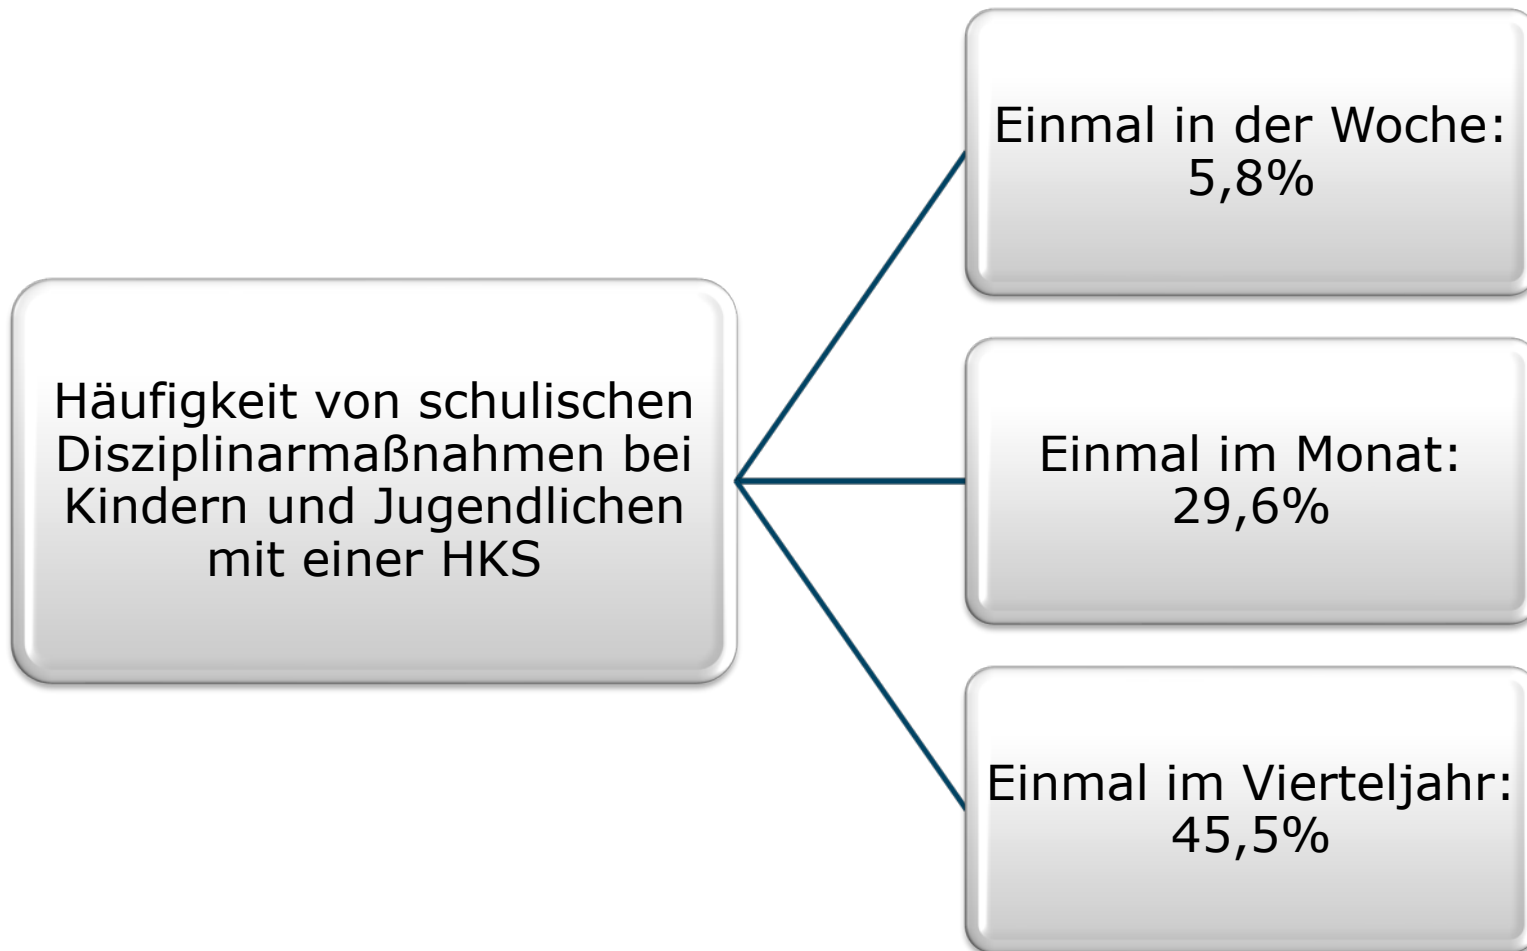 Häufigkeit von schulischen
Disziplinarmaßnahmen bei
Kindern und Jugendlichen
mit einer HKS
Einmal in der Woche:
5,8%
Einmal im Monat:
29,6%
Einmal im Vierteljahr:
45,5%